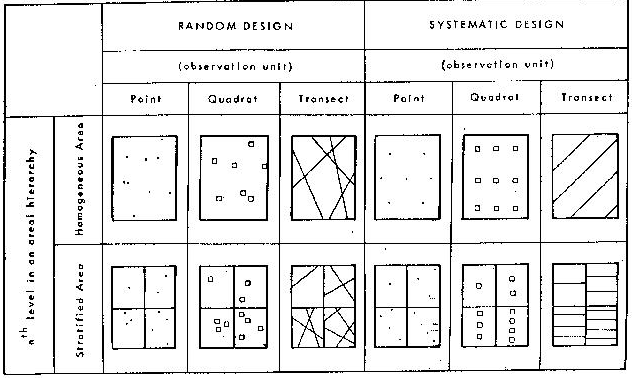 RANDOM DESIGN
SYSTEMATIC DESIGN
(observation unit)
(observation unit)
Point
Quadrat
Transect
Point
Quadrat
Transect
nth level in an areal hierarchy
Homogeneous Area
Stratified Area